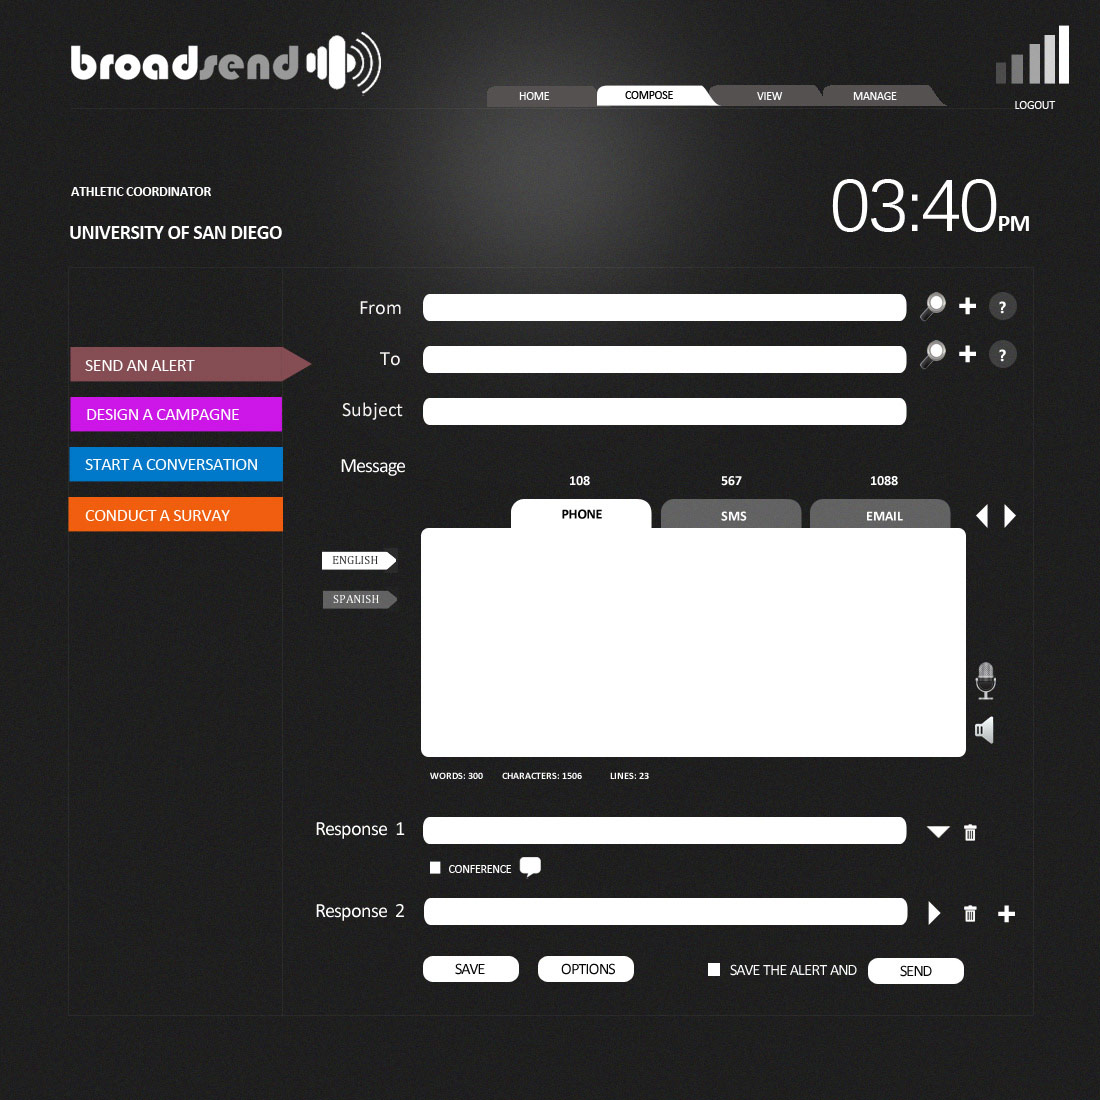 broadsend
HOME COMPOSE VIEW MANAGE
LOGOUT
ATHLETIC COORDINATOR
03:40PM
UNIVERSITY OF SAN DIEGO
From
?
To
?
SEND AN ALERT
Subject
DESIGN A CAMPAGNE
START A CONVERSATION
Message
108 567 1088
CONDUCT A SURVAY
PHONE SMS EMAIL
ENGLISH
SPANISH
WORDS: 300 CHARACTERS: 1506 LINES: 23
Response 1
CONFERENCE
Response 2
SAVE OPTIONS SAVE THE ALERT AND SEND